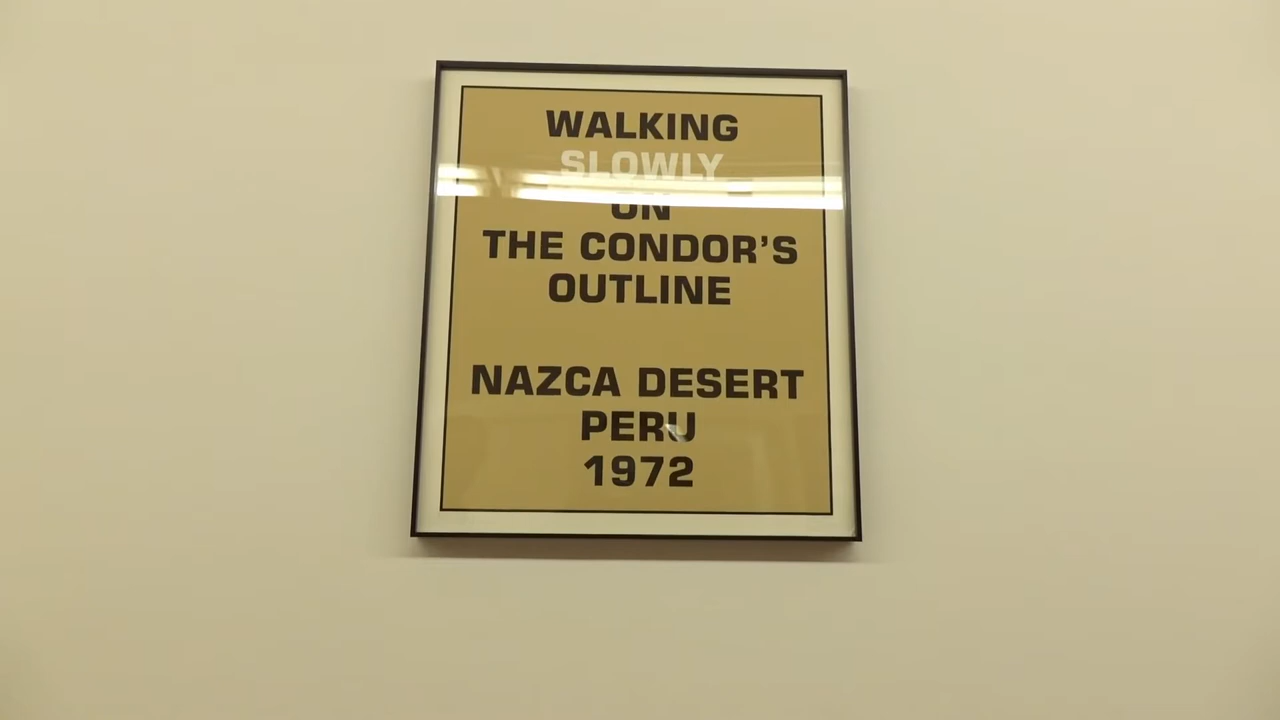 WALKING
SLOWLY
ON
THE CONDOR'S
OUTLINE
NAZCA DESERT
PERU
1972